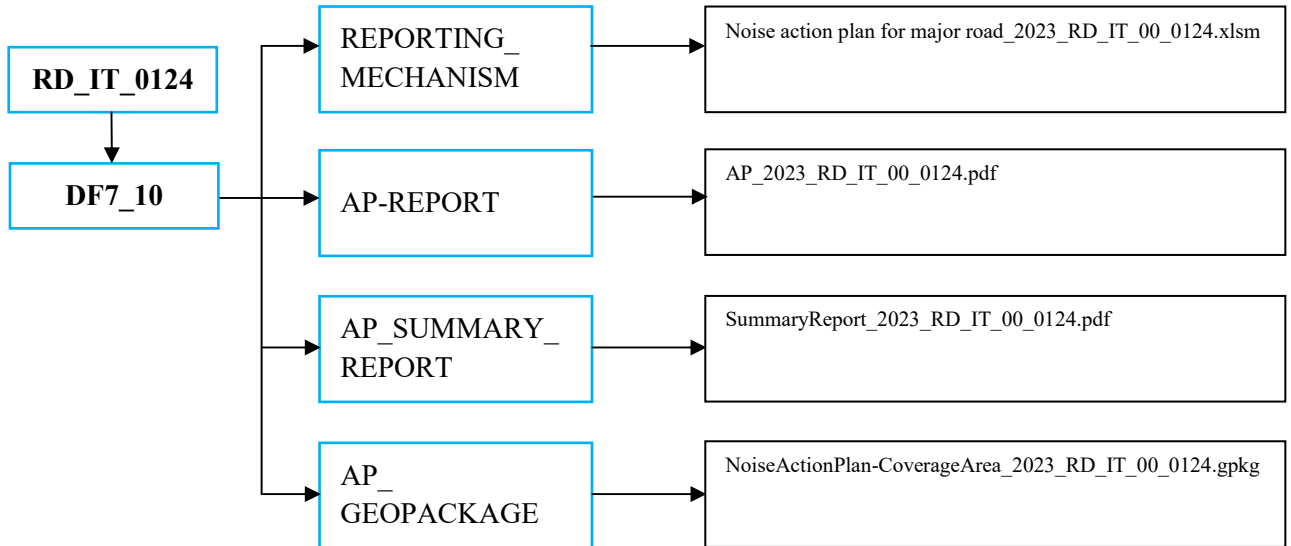 RD_IT_0124
DF7_10
REPORTING_
MECHANISM
Noise action plan for major road_2023_RD_IT_00_0124.xlsm
AP-REPORT
AP_2023_RD_IT_00_0124.pdf
AP_SUMMARY_
REPORT
SummaryReport_2023_RD_IT_00_0124.pdf
AP_
GEOPACKAGE
NoiseActionPlan-CoverageArea_2023_RD_IT_00_0124.gpkg